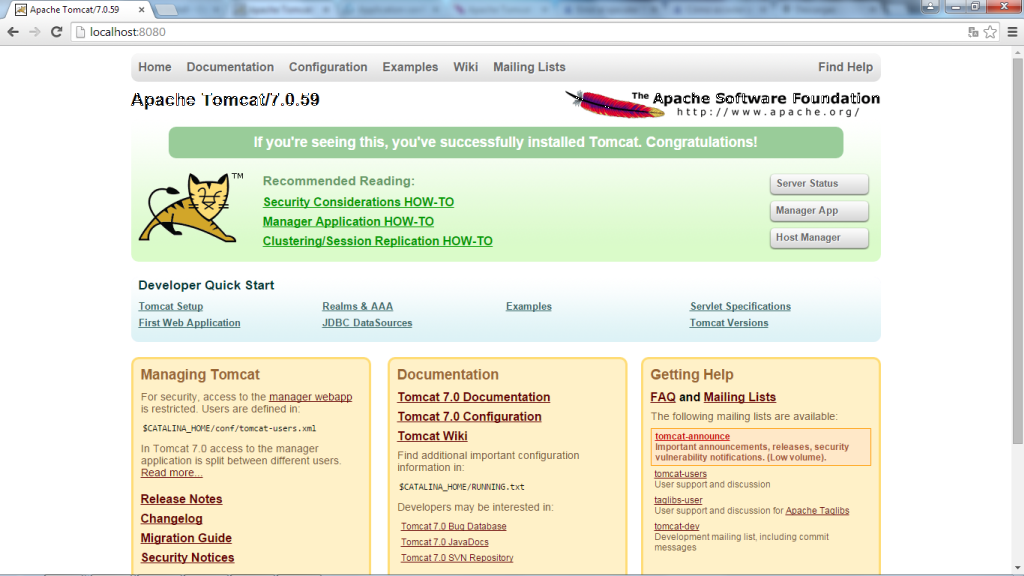 Apache Tomcat/7.0.59
localhost:8080
Home Documentation Configuration Examples Wiki Mailing Lists Find Help
Apache Tomcat/7.0.59
The Apache Software Foundation
http://www.apache.org/
If you're seeing this, you've successfully installed Tomcat. Congratulations!
TM
Recommended Reading:
Security Considerations HOW-TO
Manager Application HOW-TO
Clustering/Session Replication HOW-TO
Server Status
Manager App
Host Manager
Developer Quick Start
Tomcat Setup
First Web Application
Realms & AAA
JDBC DataSources
Examples
Servlet Specifications
Tomcat Versions
Managing Tomcat
For security, access to the manager webapp
is restricted. Users are defined in:
$CATALINA_HOME/conf/tomcat-users.xml
In Tomcat 7.0 access to the manager
application is split between different users.
Read more...
Release Notes
Changelog
Migration Guide
Security Notices
Documentation
Tomcat 7.0 Documentation
Tomcat 7.0 Configuration
Tomcat Wiki
Find additional important configuration
information in:
$CATALINA_HOME/RUNNING.txt
Developers may be interested in:
Tomcat 7.0 Bug Database
Tomcat 7.0 JavaDocs
Tomcat 7.0 SVN Repository
Getting Help
FAQ and Mailing Lists
The following mailing lists are available:
tomcat-announce
Important announcements, releases, security
vulnerability notifications. (Low volume).
tomcat-users
User support and discussion
taglibs-user
User support and discussion for Apache Taglibs
tomcat-dev
Development mailing list, including commit
messages